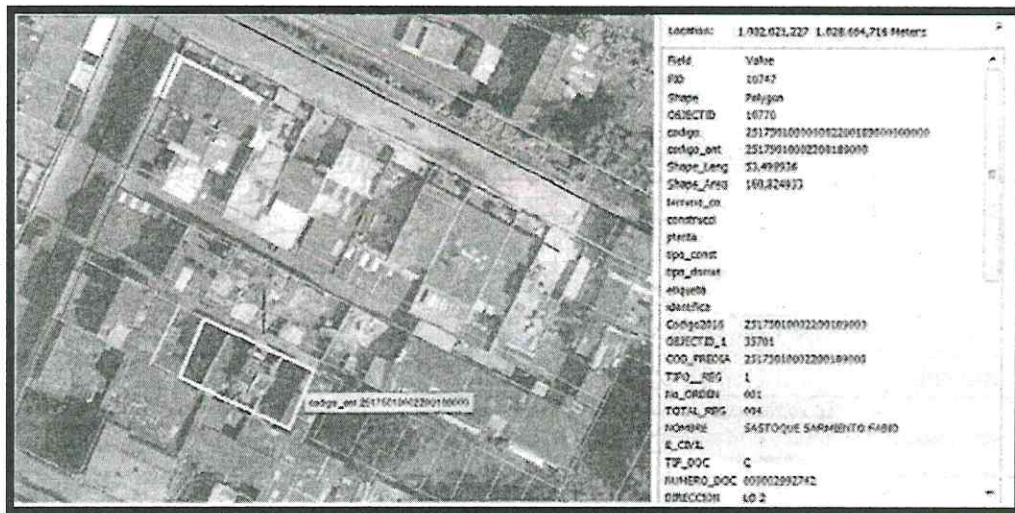 codigo_ant: 25175010002200189000
Location: 1.002.021,227 1.028.694,716 Meters
Field Value
FID 10747
Shape Polygon
OBJECTID 10770
codigo
codigo_ant 25175010002200189000
Shape_Leng 53,498936
Shape_Area 160,824933
terreno_co
construcci
planta
tipo_const
tipo_domin
etiqueta
identifica
Codigo2016 25175010002200189000
OBJECTID_1 35701
COD_PREDIA 25175010002200189000
TIPO__REG 1
No_ORDEN 001
TOTAL_REG 004
NOMBRE SASTOQUE SARMIENTO FABIO
E_CIVIL
TIP_DOC C
NUMERO_DOC 000002992742
DIRECCION LO 2